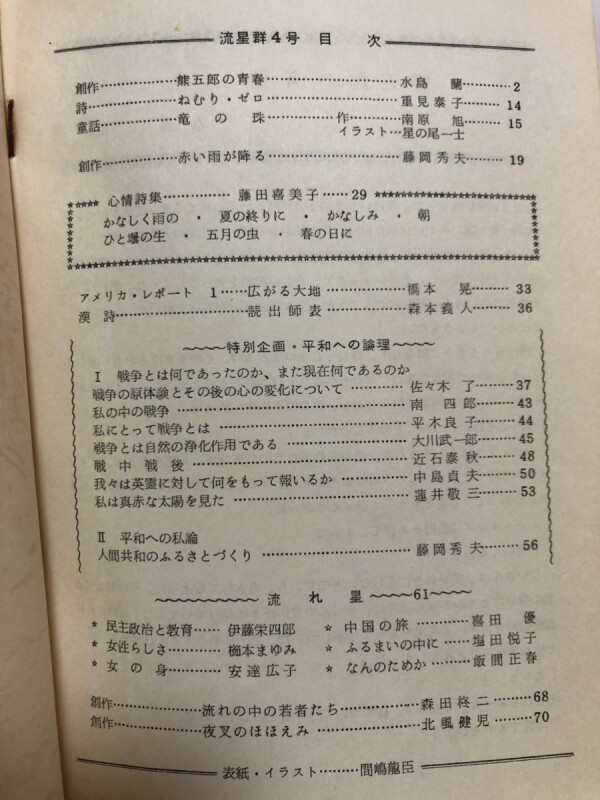 流星群4号 目 次
創作……………熊五郎の青春……………………水島 蘭………2
詩………………ねむり・ゼロ……………………重見泰子………14
童話……………竜 の 珠……………作………南原 旭………15
イラスト…星の尾一士
創作……………赤い雨が降る……………………藤岡秀夫………19
心情詩集……………藤田喜美子……29
かなしく雨の ・ 夏の終りに ・ かなしみ ・ 朝
ひと塁の生 ・ 五月の虫 ・ 春の日に
アメリカ・レポート 1……広がる大地………………橋本 晃………33
漢詩……………………………読出師表………………森本義人………36
特別企画・平和への論理
Ⅰ 戦争とは何であったのか、また現在何であるのか
戦争の原体験とその後の心の変化について…………佐々木 了………37
私の中の戦争………………………………南 四郎………43
私にとって戦争とは………………………平木良子………44
戦争とは自然の浄化作用である…………大川武一郎………45
戦中戦後……………………………………近石泰秋………48
我々は英霊に対して何をもって報いるか………中島貞夫………50
私は真赤な太陽を見た……………………蓮井敬三………53
Ⅱ 平和への私論
人間共和のふるさとづくり………………藤岡秀夫………56
流れ星 61
* 民主政治と教育……伊藤栄四郎 ☆ 中国の旅…………喜田 優
* 女性らしさ…………楠本まゆみ ☆ ふるまいの中に……塩田悦子
* 女の身………………安達広子 ☆ なんのためか………飯間正春
創作……………流れの中の若者たち………………森田柊二………68
創作……………夜叉のほほえみ……………………北風健児………70
表紙・イラスト………間嶋龍臣